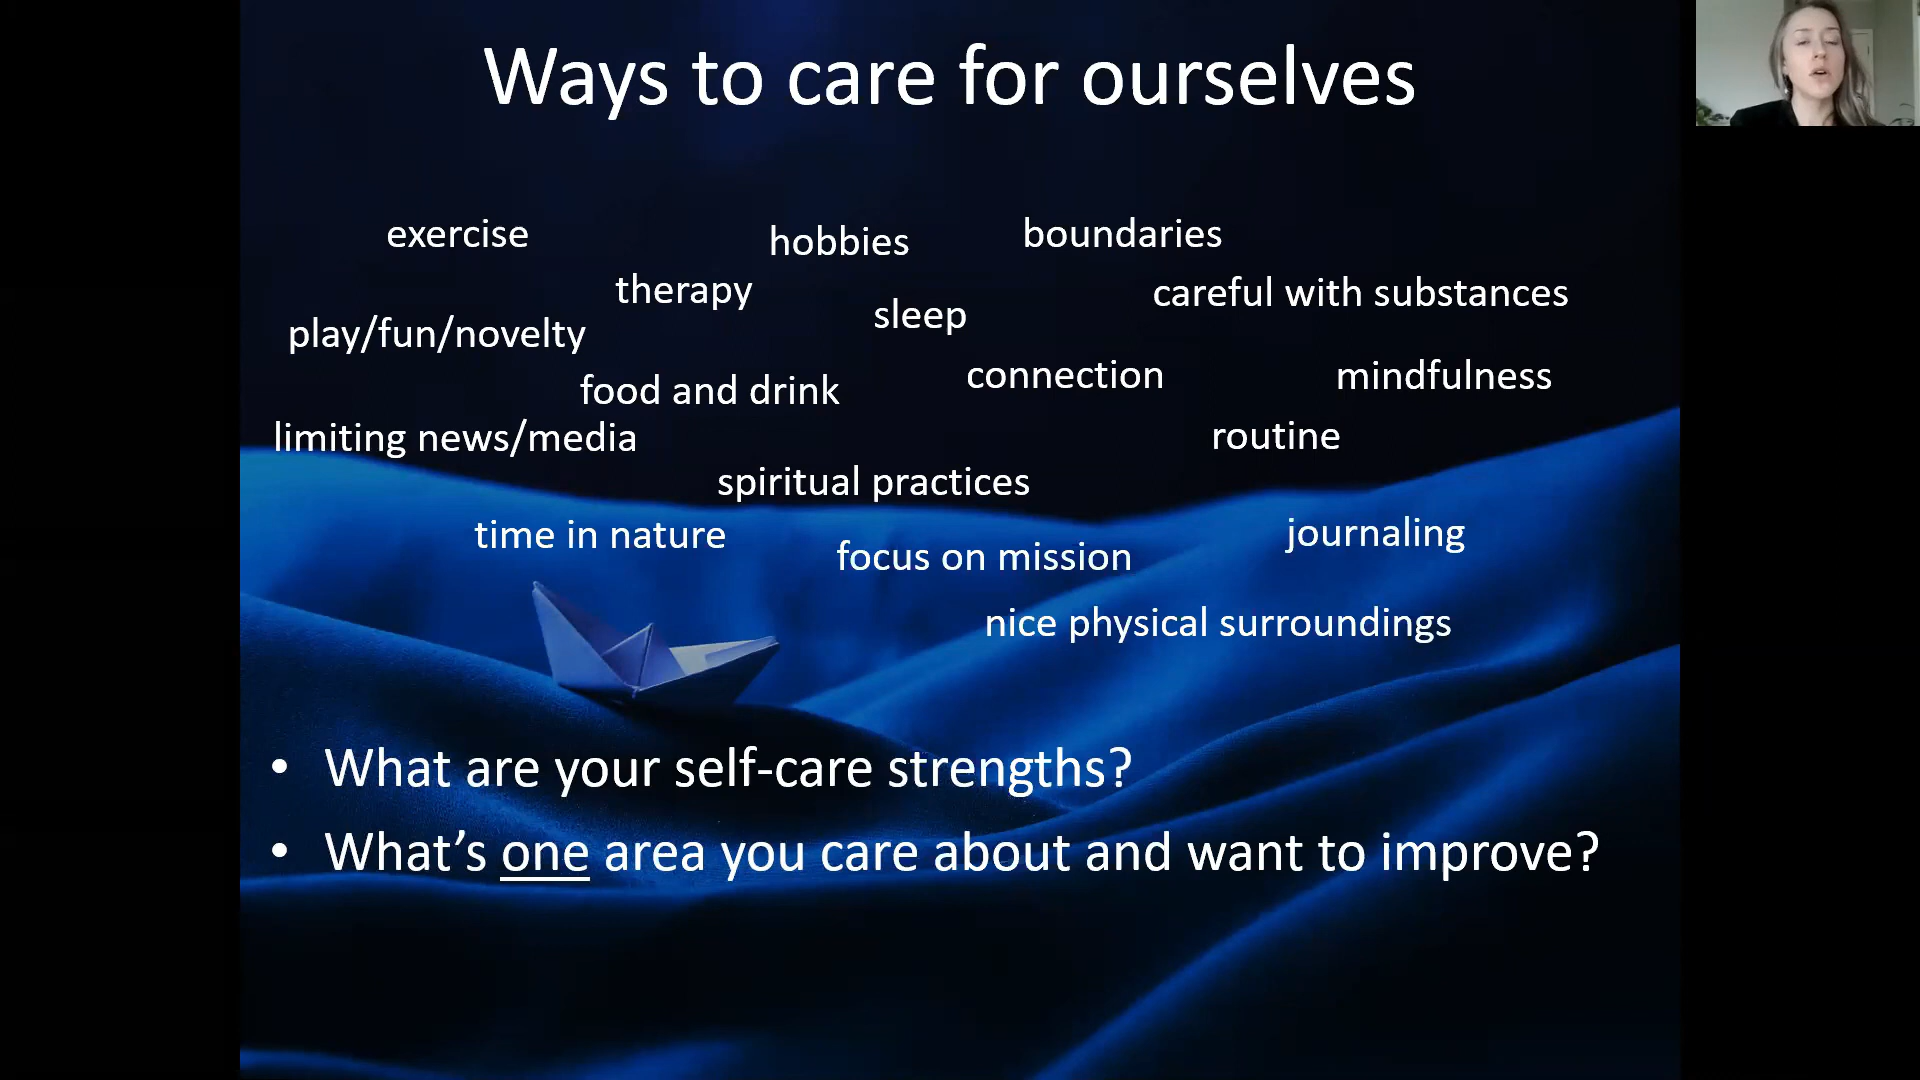 Ways to care for ourselves
exercise
hobbies
boundaries
therapy
sleep
careful with substances
play/fun/novelty
food and drink
connection
mindfulness
limiting news/media
routine
spiritual practices
time in nature
focus on mission
journaling
nice physical surroundings
• What are your self-care strengths?
• What’s one area you care about and want to improve?